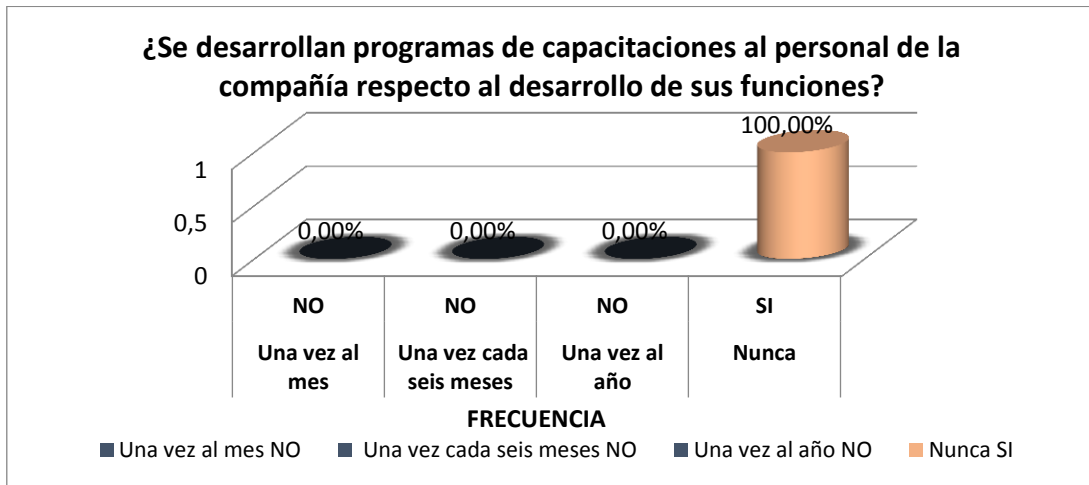 ¿Se desarrollan programas de capacitaciones al personal de la
compañía respecto al desarrollo de sus funciones?
100,00%
1
0,5
0
0,00%
0,00%
0,00%
NO
NO
NO
SI
Una vez al
mes
Una vez cada
seis meses
Una vez al
año
Nunca
FRECUENCIA
Una vez al mes NO
Una vez cada seis meses NO
Una vez al año NO
Nunca SI